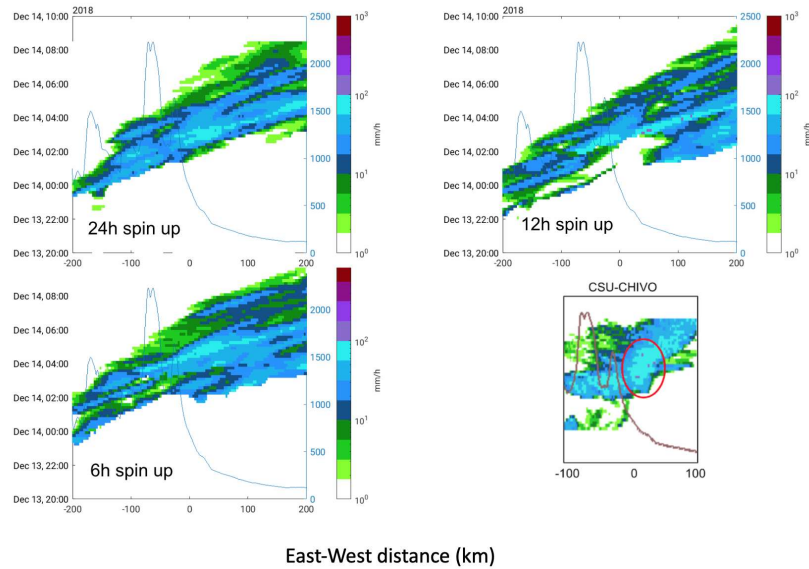 2018
Dec 14, 10:00
Dec 14, 08:00
Dec 14, 06:00
Dec 14, 04:00
Dec 14, 02:00
Dec 14, 00:00
Dec 13, 22:00
Dec 13, 20:00
-200 -100 0 100 200
2500
2000
1500
1000
500
0
10³
10²
10¹
10⁰
mm/h
24h spin up
2018
Dec 14, 10:00
Dec 14, 08:00
Dec 14, 06:00
Dec 14, 04:00
Dec 14, 02:00
Dec 14, 00:00
Dec 13, 22:00
Dec 13, 20:00
-200 -100 0 100 200
2500
2000
1500
1000
500
0
10³
10²
10¹
10⁰
mm/h
12h spin up
Dec 14, 08:00
Dec 14, 06:00
Dec 14, 04:00
Dec 14, 02:00
Dec 14, 00:00
Dec 13, 22:00
Dec 13, 20:00
-200 -100 0 100 200
2000
1500
1000
500
0
10²
10¹
10⁰
mm/h
6h spin up
CSU-CHIVO
-100 0 100
East-West distance (km)